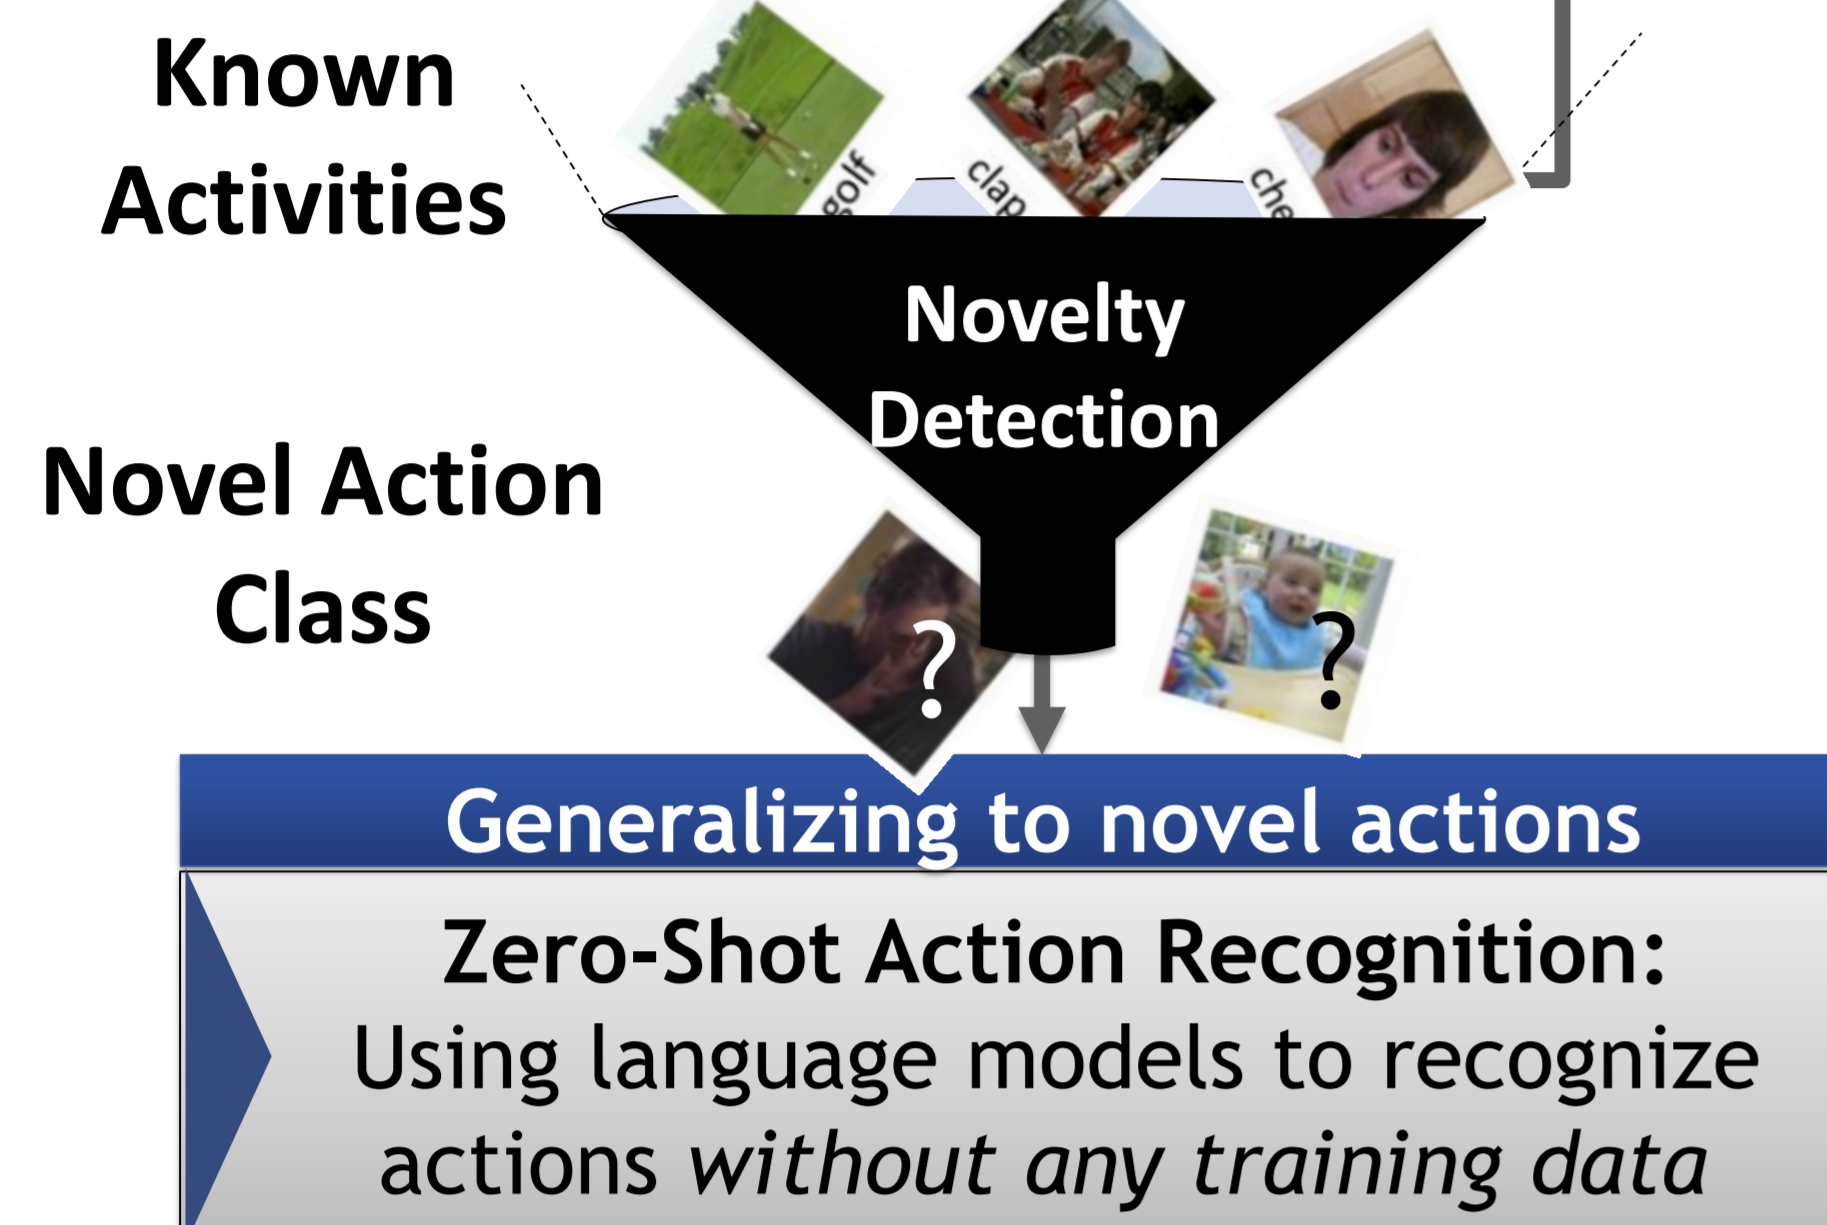 Known
Activities
golf
clap
che
Novelty
Detection
Novel Action
Class
?
?
Generalizing to novel actions
Zero-Shot Action Recognition:
Using language models to recognize
actions without any training data